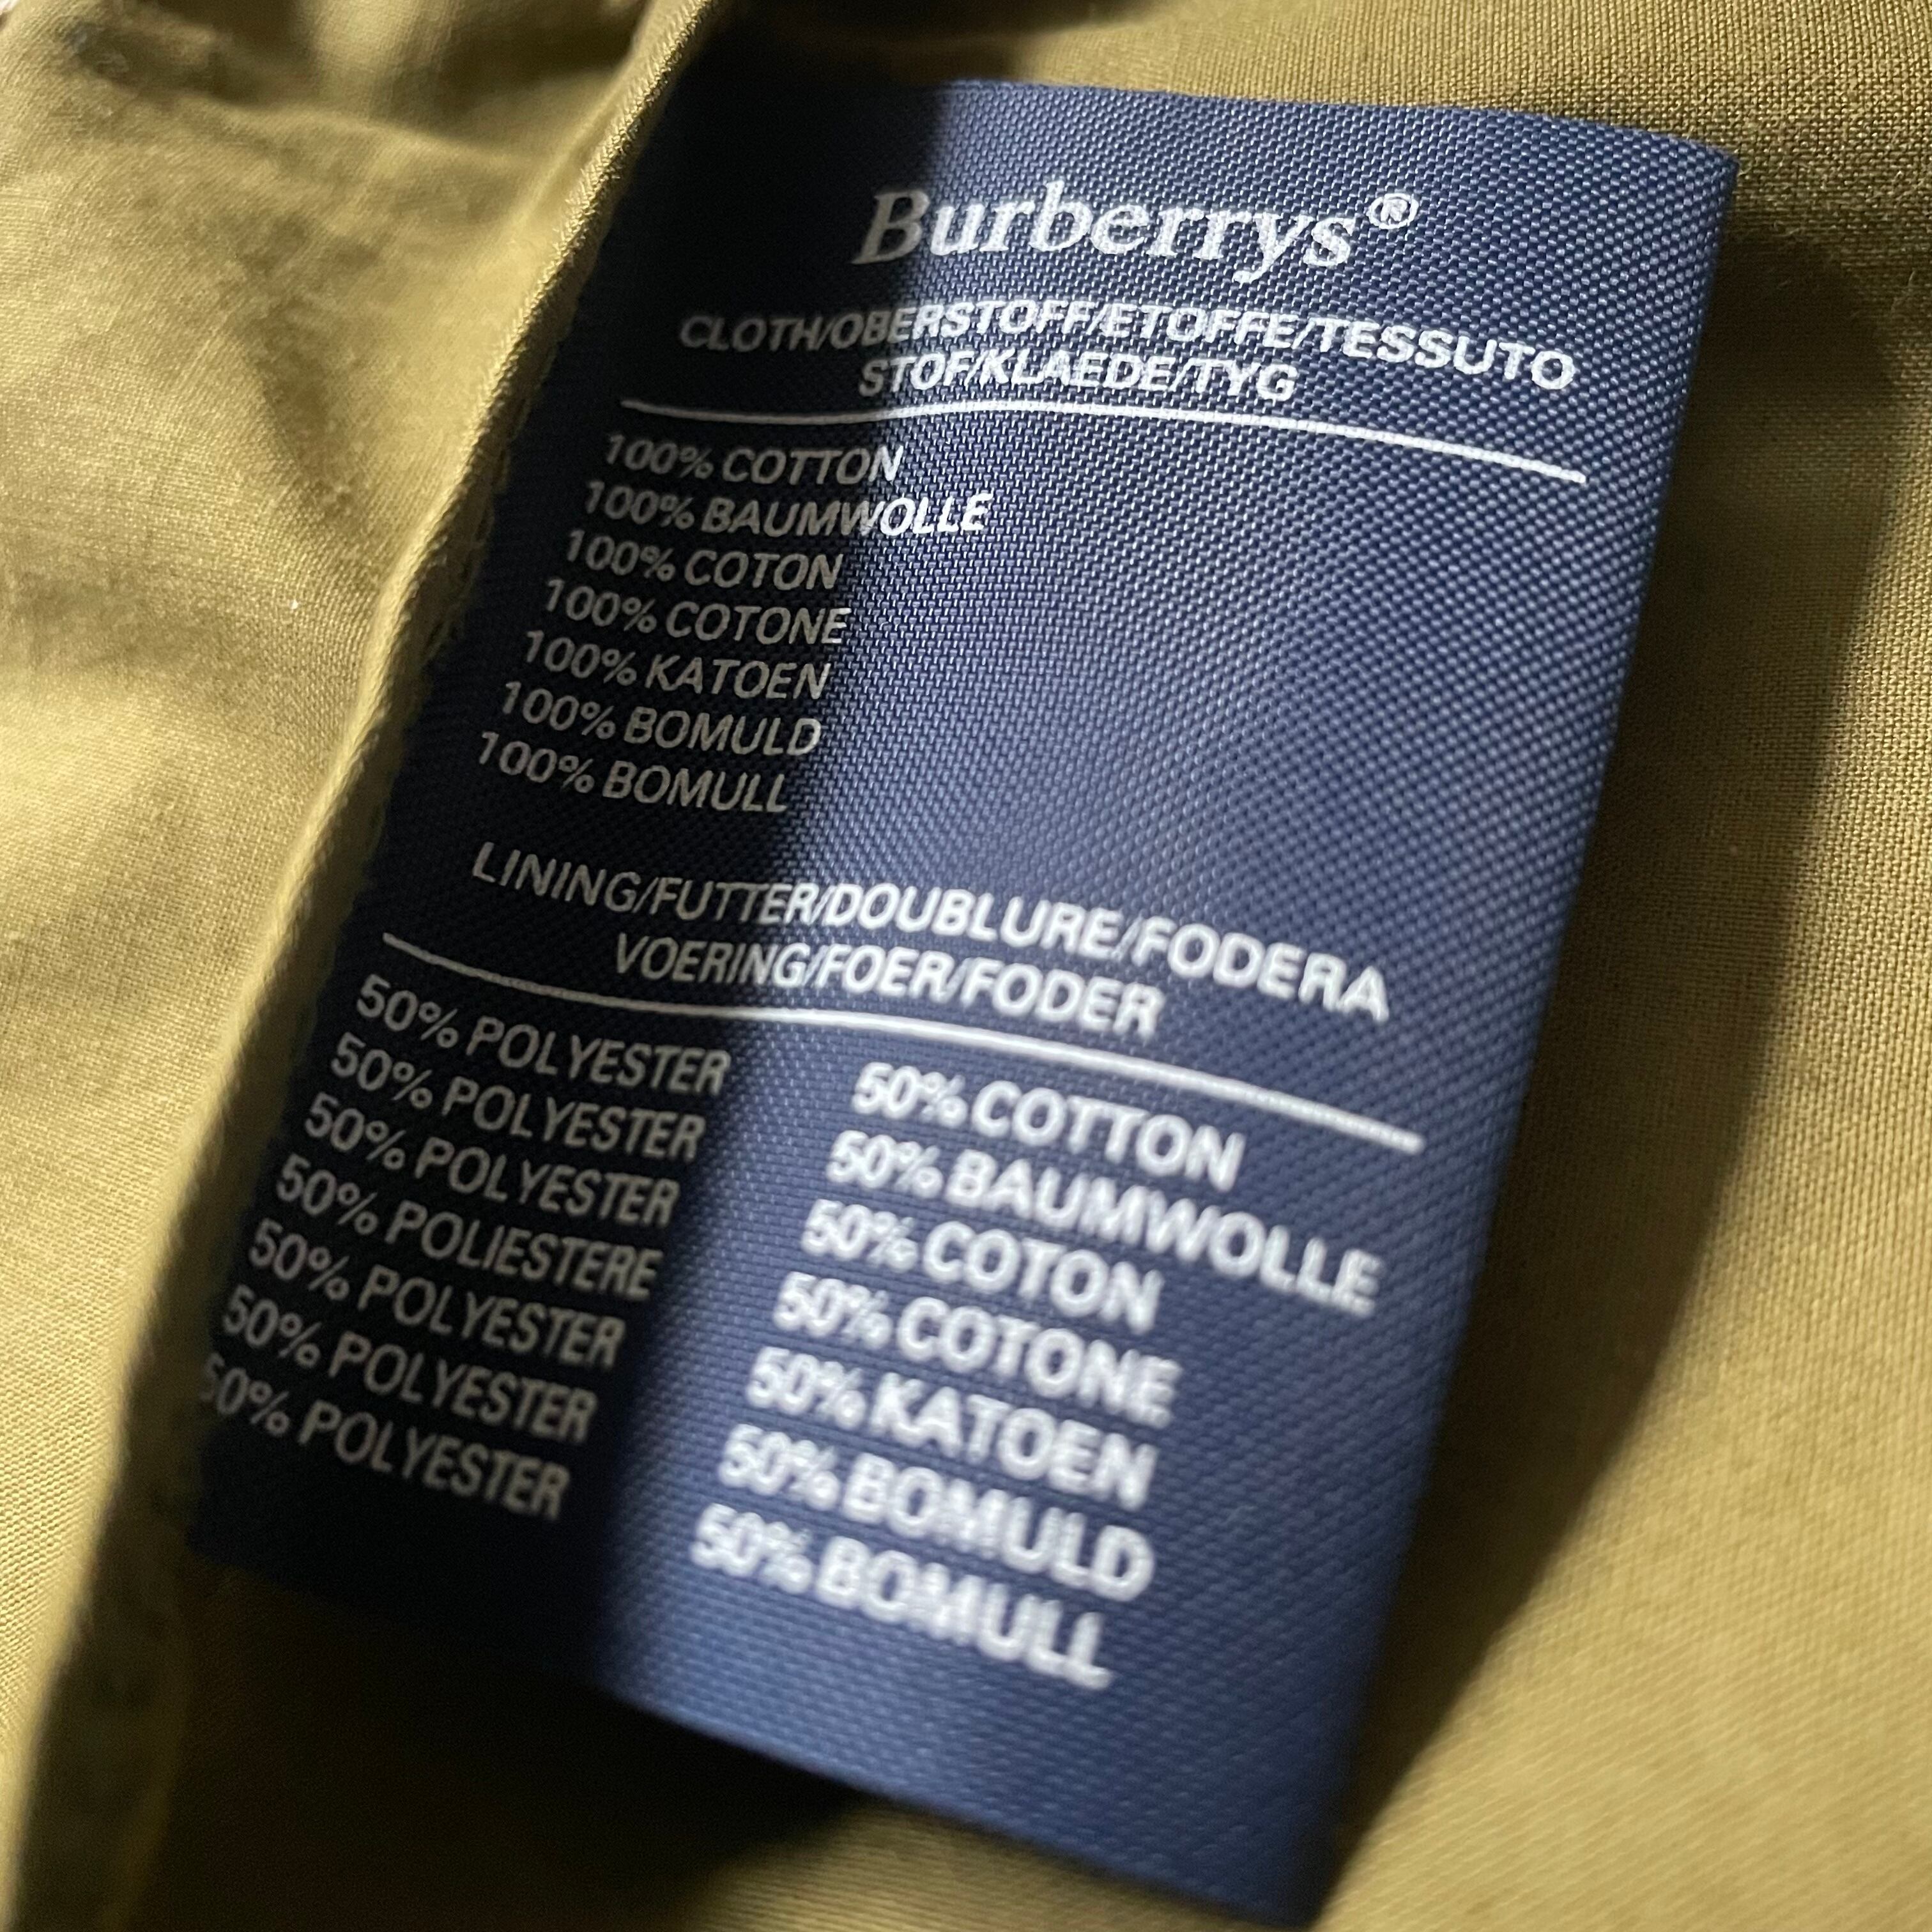 Burberrys®
CLOTH/OBERSTOFF/ETOFFE/TESSUTO
STOF/KLAEDE/TYG
100% COTTON
100% BAUMWOLLE
100% COTON
100% COTONE
100% KATOEN
100% BOMULD
100% BOMULL
LINING/FUTTER/DOUBLURE/FODERA
VOERING/FOER/FODER
50% POLYESTER 50% COTTON
50% POLYESTER 50% BAUMWOLLE
50% POLYESTER 50% COTON
50% POLIESTERE 50% COTONE
50% POLYESTER 50% KATOEN
50% POLYESTER 50% BOMULD
50% POLYESTER 50% BOMULL